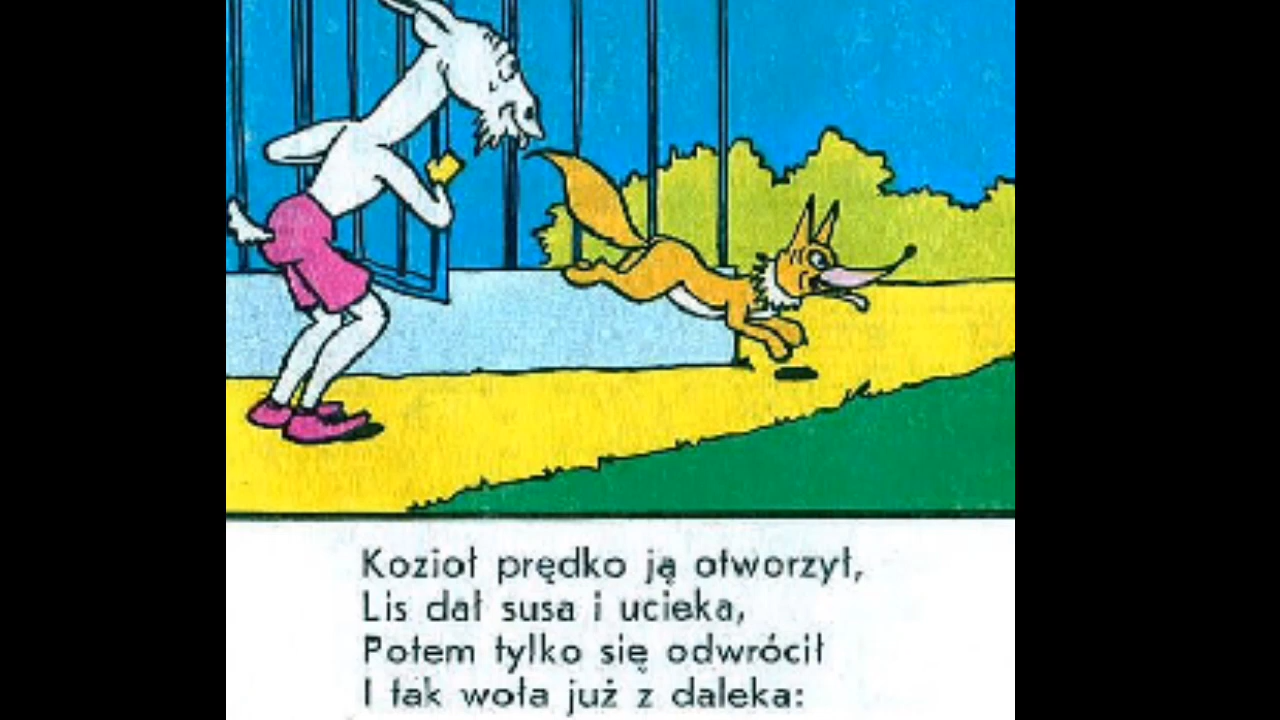 Kozioł prędko ją otworzył,
Lis dał susa i ucieka,
Potem tylko się odwrócił
I tak woła już z daleka: